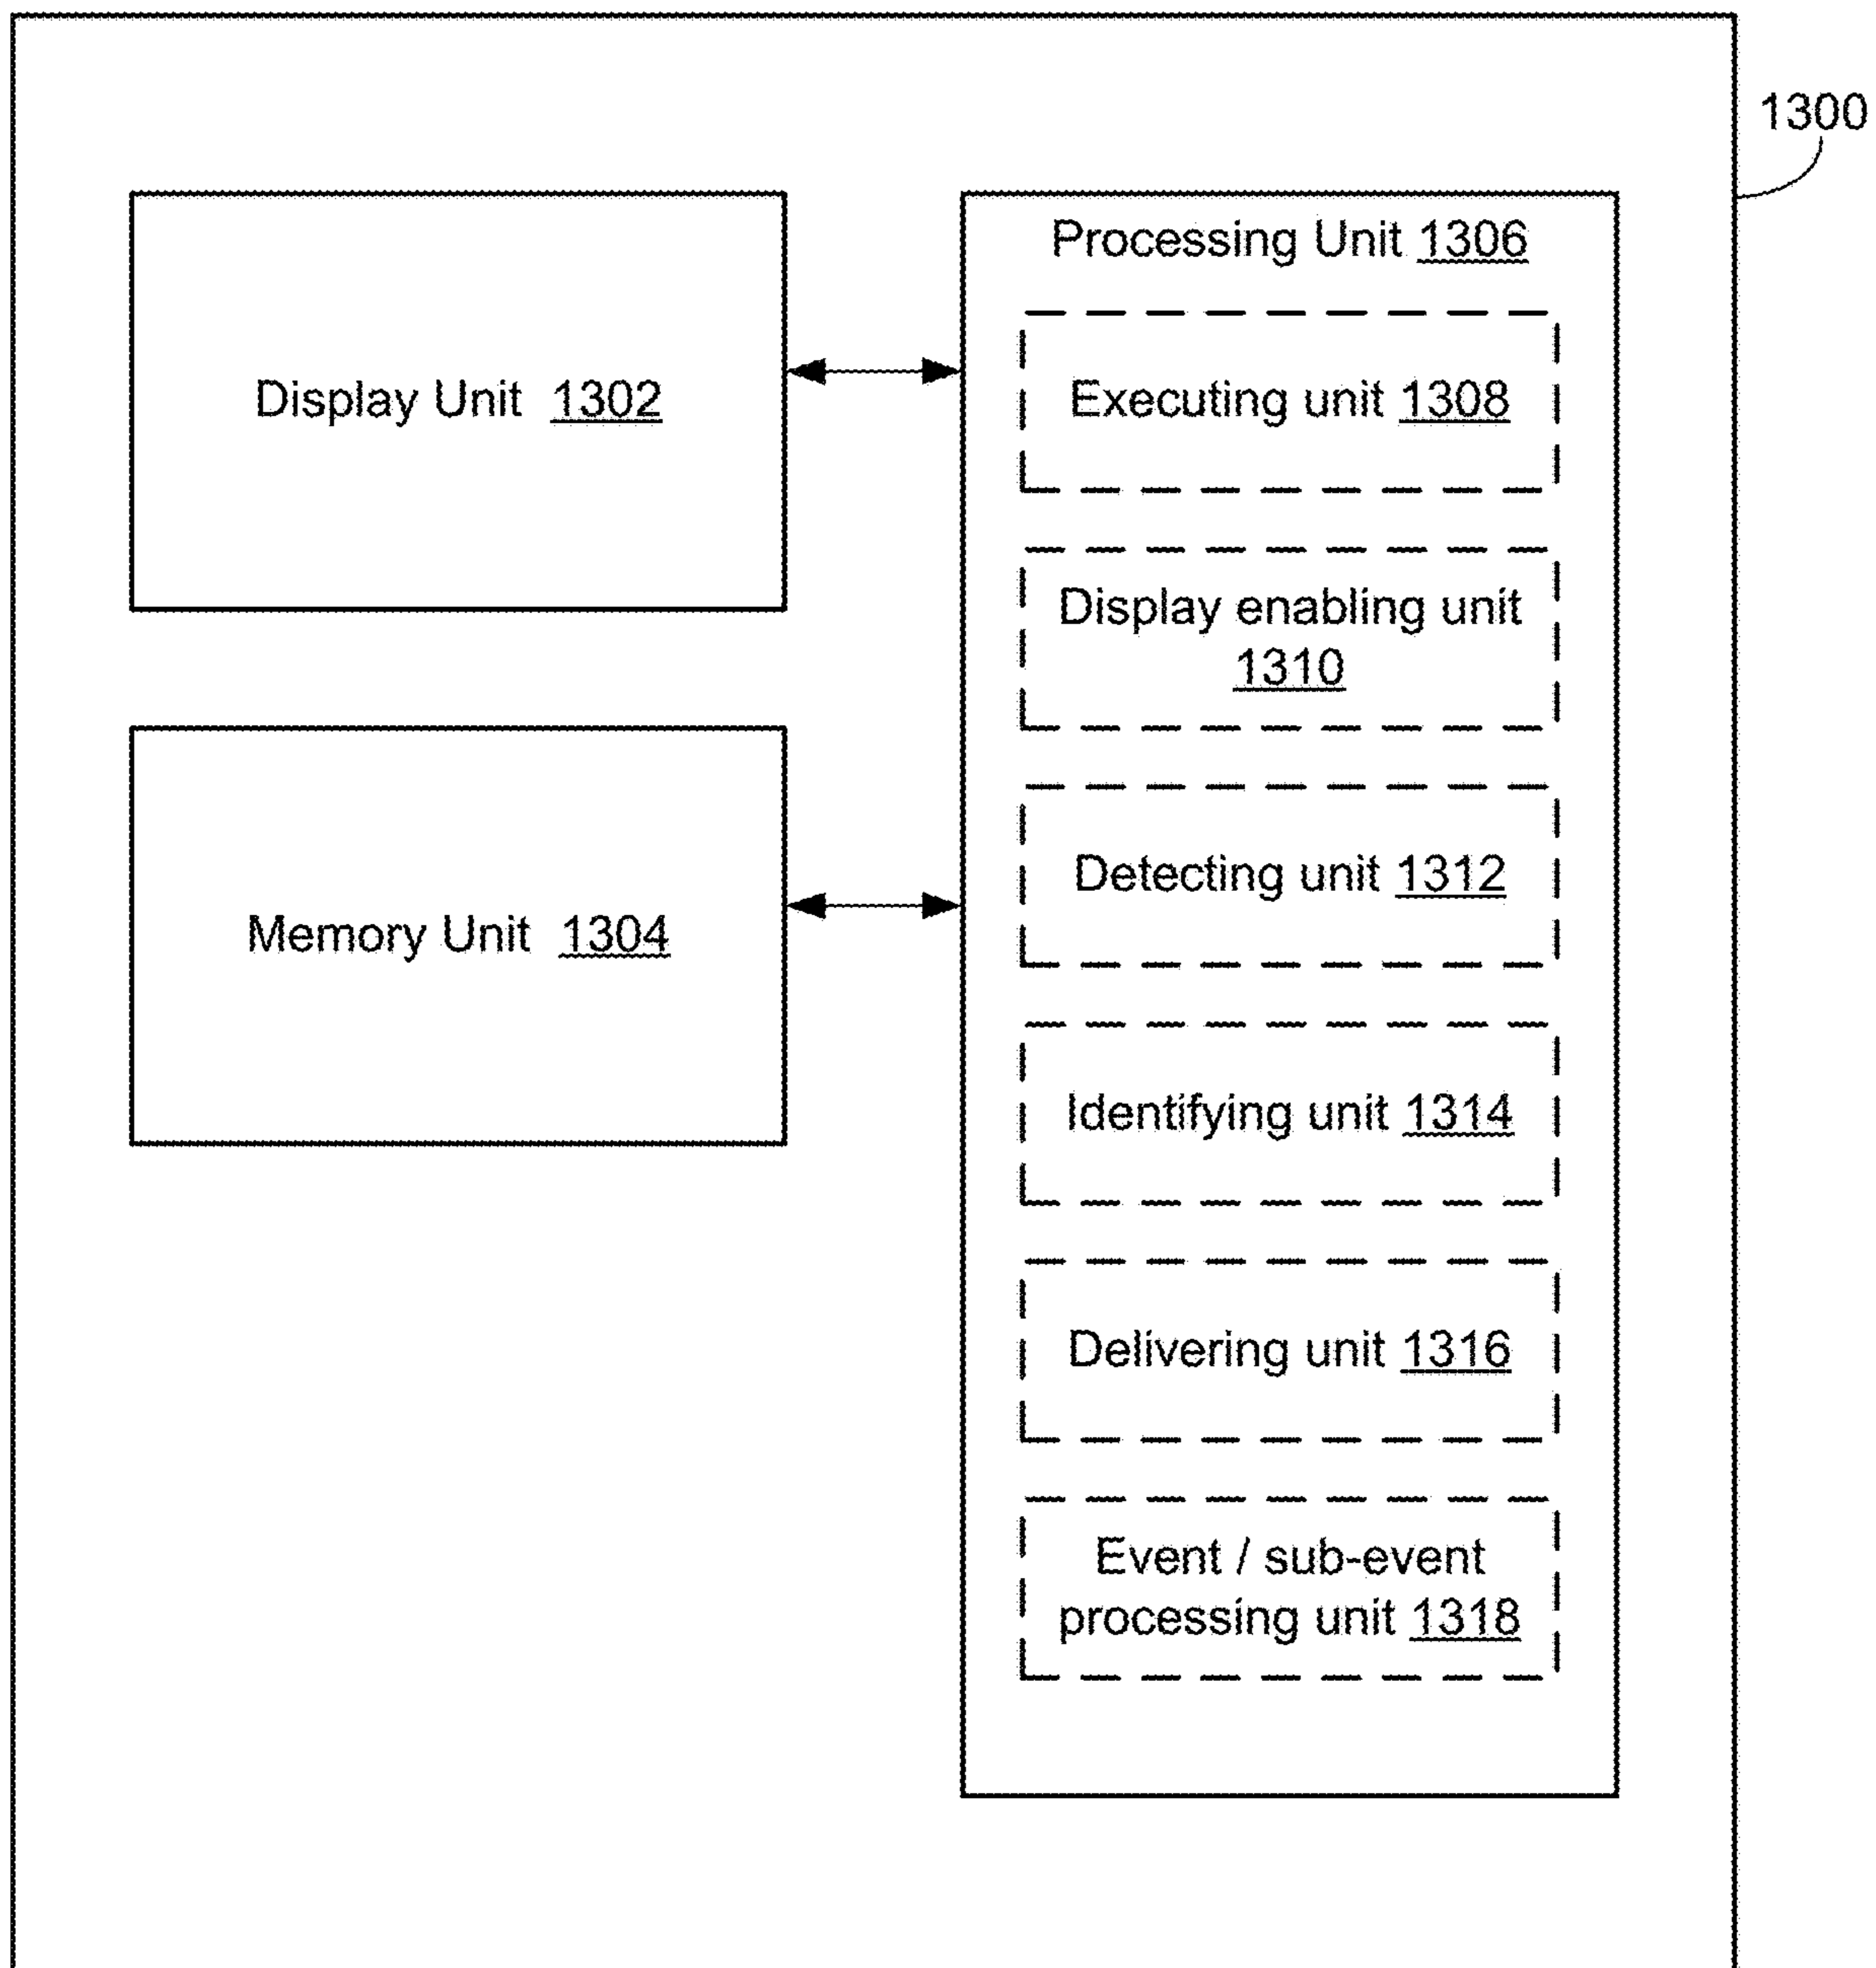 1300
Display Unit 1302
Memory Unit 1304
Processing Unit 1306
Executing unit 1308
Display enabling unit
1310
Detecting unit 1312
Identifying unit 1314
Delivering unit 1316
Event / sub-event
processing unit 1318